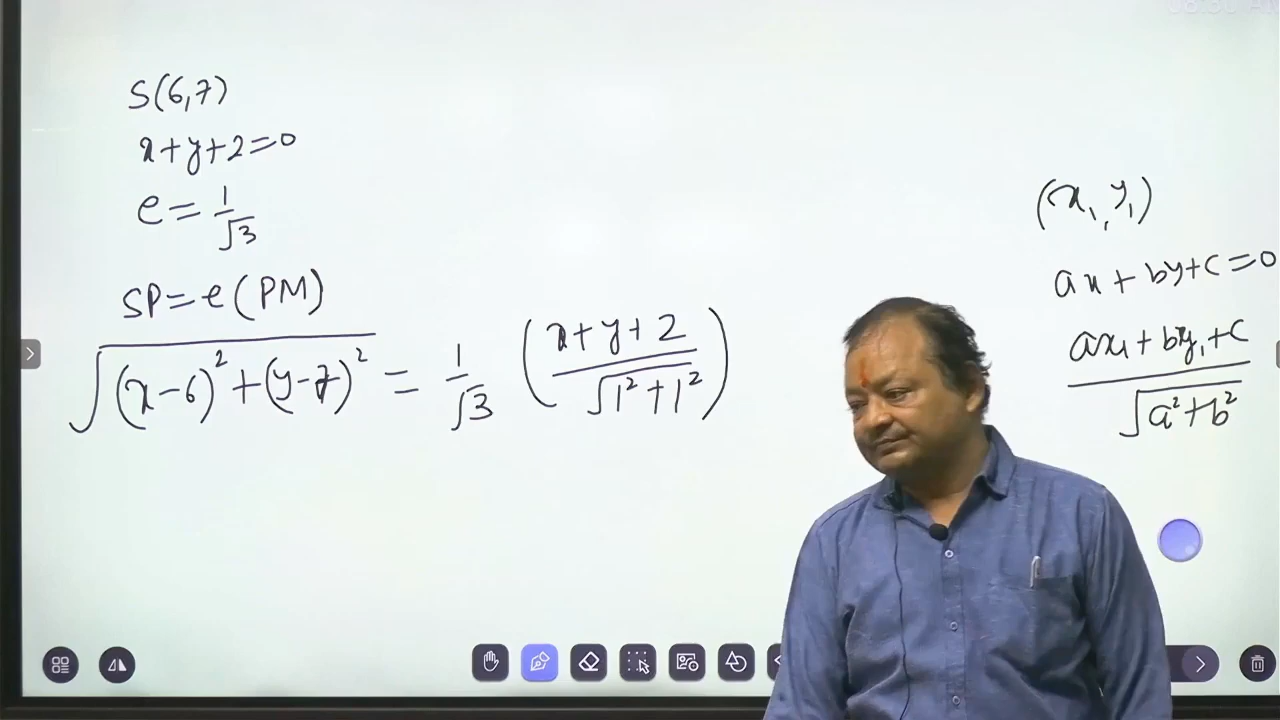 S(6,7)
x+y+2=0
e=1/√3
SP=e(PM)
√((x-6)²+(y-7)²) = 1/√3 ((x+y+2)/√(1²+1²))
(x₁,y₁)
ax+by+c=0
(ax₁+by₁+c)/√(a²+b²)